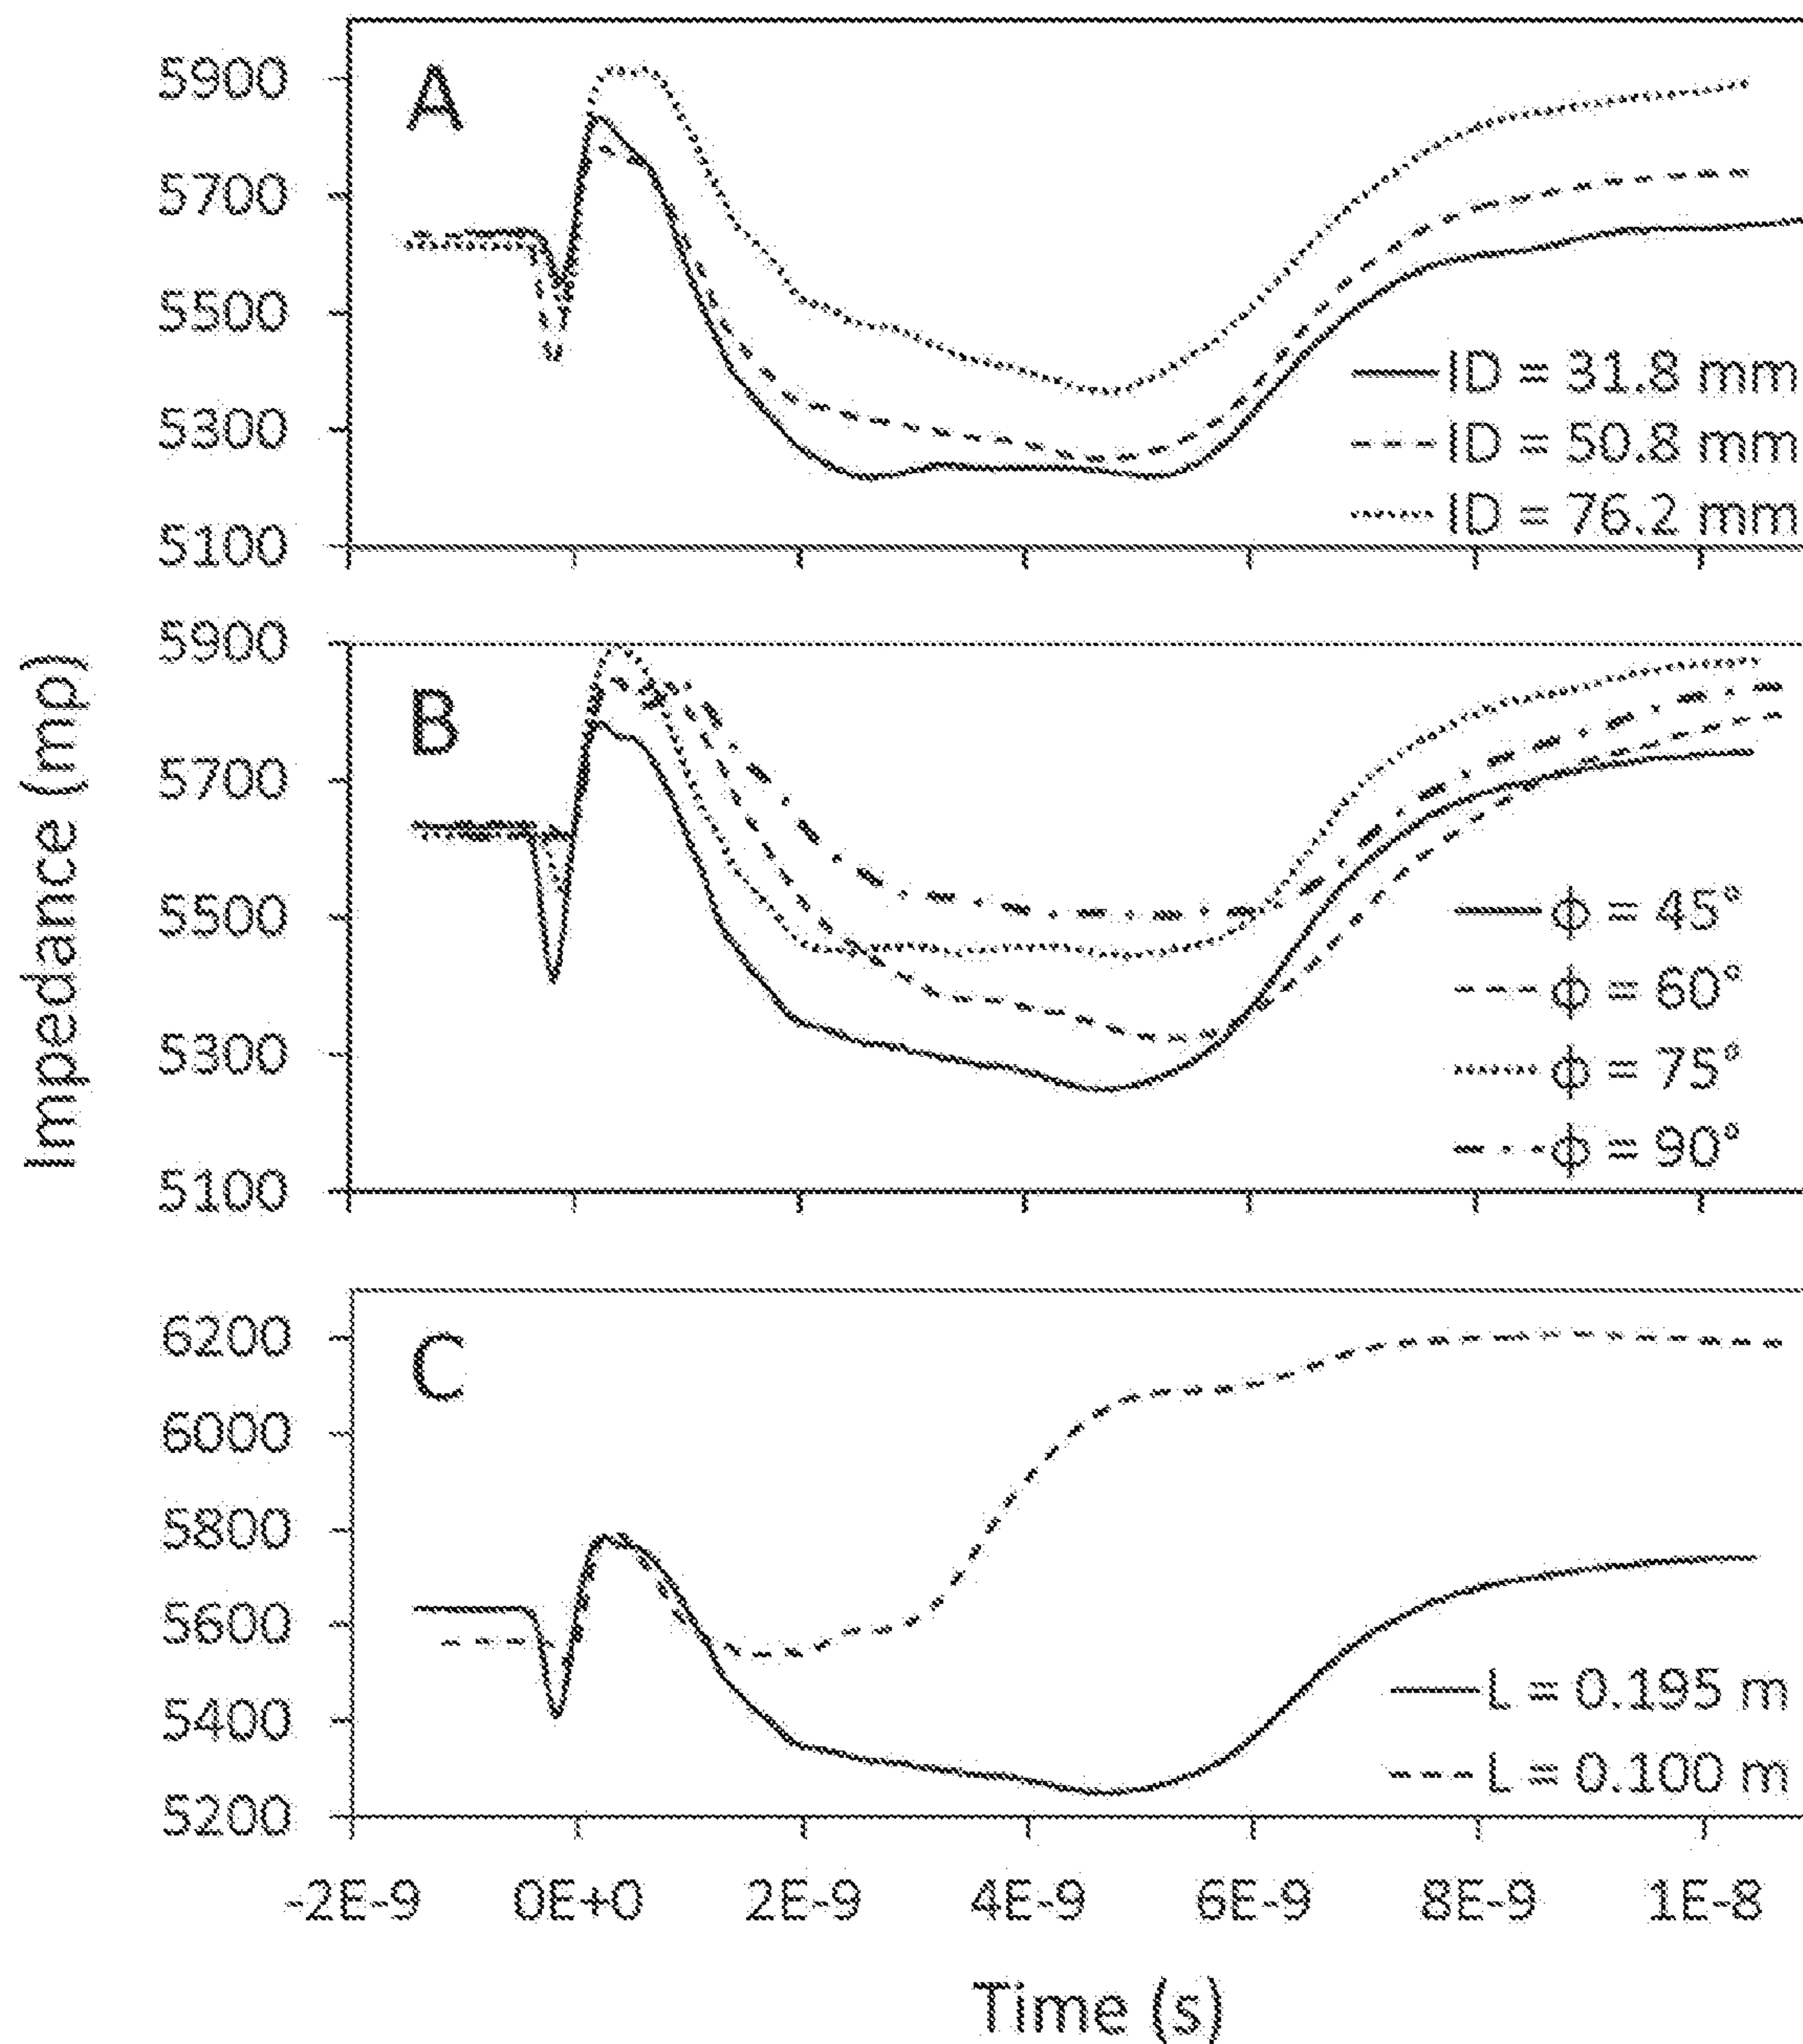 A
5900
5700
5500
5300
5100
ID = 31.8 mm
ID = 50.8 mm
ID = 76.2 mm
Impedance (mp)
B
5900
5700
5500
5300
5100
ϕ = 45°
ϕ = 60°
ϕ = 75°
ϕ = 90°
C
6200
6000
5800
5600
5400
5200
L = 0.195 m
L = 0.100 m
-2E-9 0E+0 2E-9 4E-9 6E-9 8E-9 1E-8
Time (s)